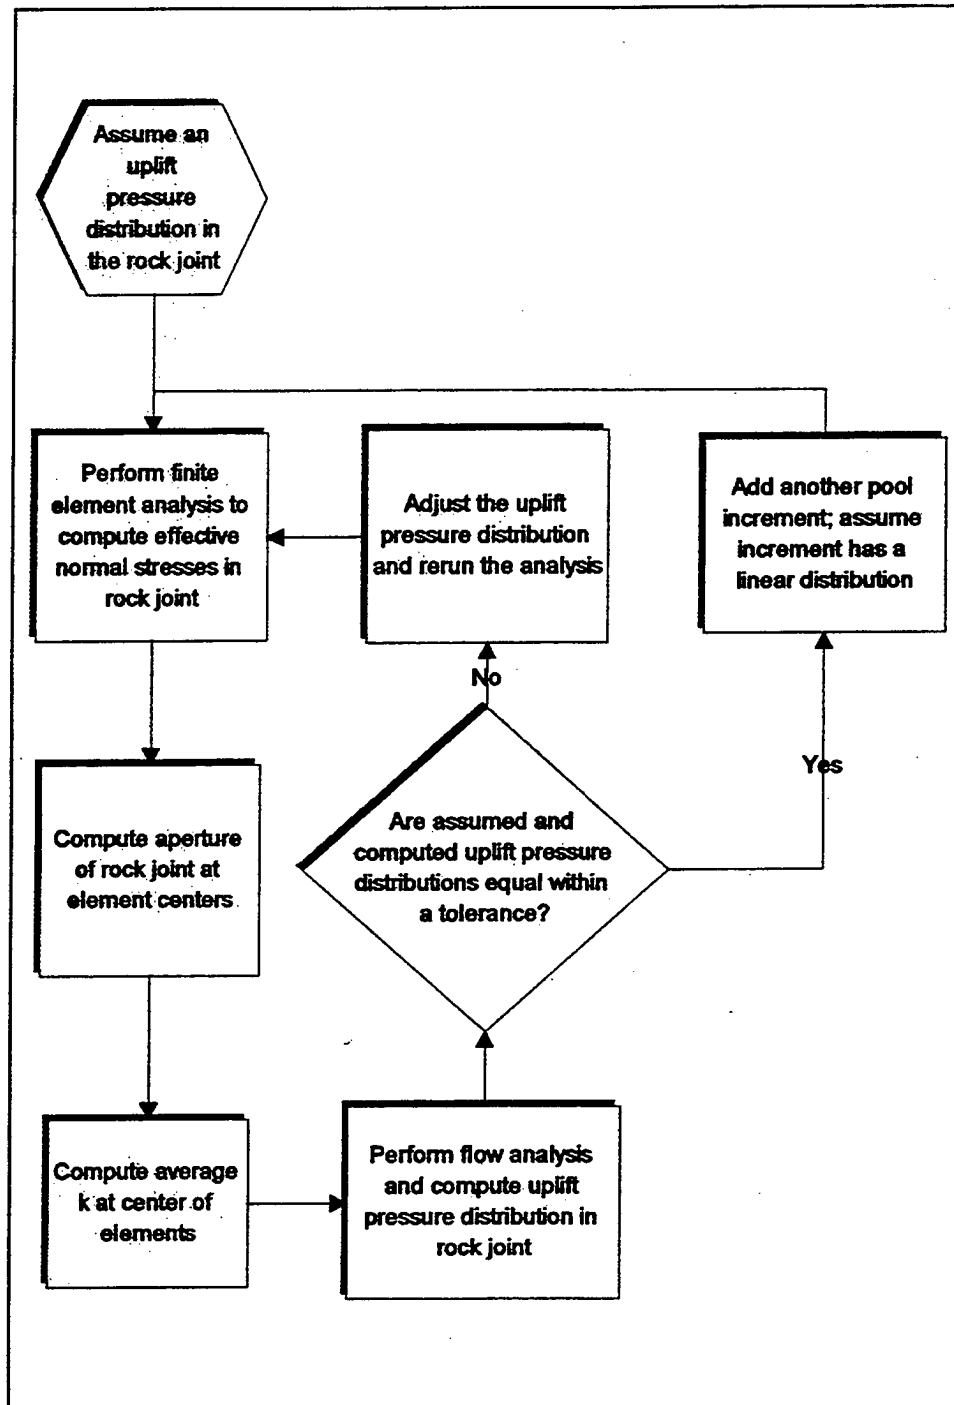 Assume an
uplift
pressure
distribution in
the rock joint
Perform finite
element analysis to
compute effective
normal stresses in
rock joint
Adjust the uplift
pressure distribution
and rerun the analysis
Add another pool
increment; assume
increment has a
linear distribution
No
Yes
Compute aperture
of rock joint at
element centers
Are assumed and
computed uplift pressure
distributions equal within
a tolerance?
Compute average
k at center of
elements
Perform flow analysis
and compute uplift
pressure distribution in
rock joint